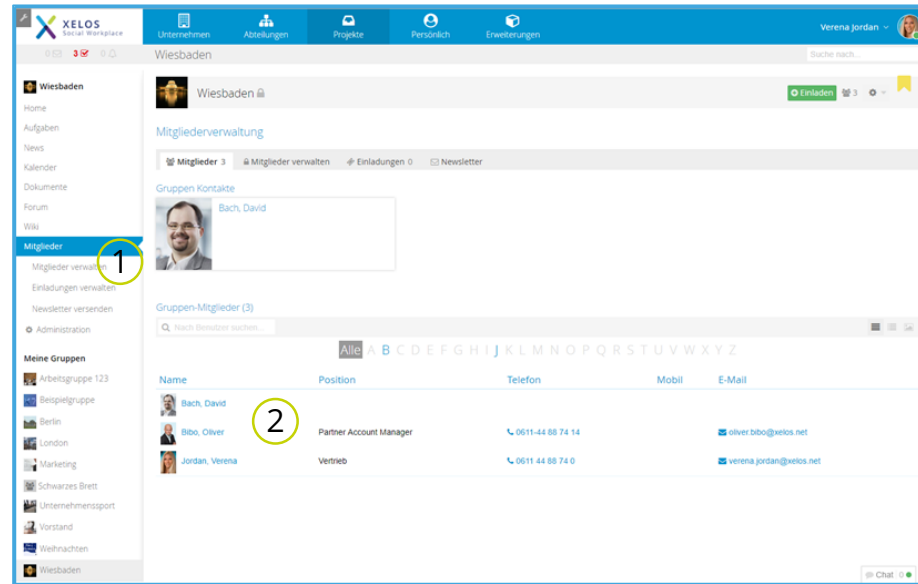 XELOS
Social Workplace
Unternehmen Abteilungen Projekte Persönlich Erweiterungen
Verena Jordan
0 3 0
Wiesbaden
Suche nach...
Wiesbaden
Home
Aufgaben
News
Kalender
Dokumente
Forum
Wiki
Mitglieder
1
Mitglieder verwalten
Einladungen verwalten
Newsletter versenden
Administration
Meine Gruppen
Arbeitsgruppe 123
Beispielgruppe
Berlin
London
Marketing
Schwarzes Brett
Unternehmenssport
Vorstand
Weihnachten
Wiesbaden
Wiesbaden
Einladen 3
Mitgliederverwaltung
Mitglieder 3 Mitglieder verwalten Einladungen 0 Newsletter
Gruppen Kontakte
Bach, David
Gruppen-Mitglieder (3)
Nach Benutzer suchen...
Alle A B C D E F G H I J K L M N O P Q R S T U V W X Y Z
Name Position Telefon Mobil E-Mail
Bach, David
2
Bibo, Oliver Partner Account Manager 0611-44 88 74 14 oliver.bibo@xelos.net
Jordan, Verena Vertrieb 0611 44 88 74 0 verena.jordan@xelos.net
Chat 0